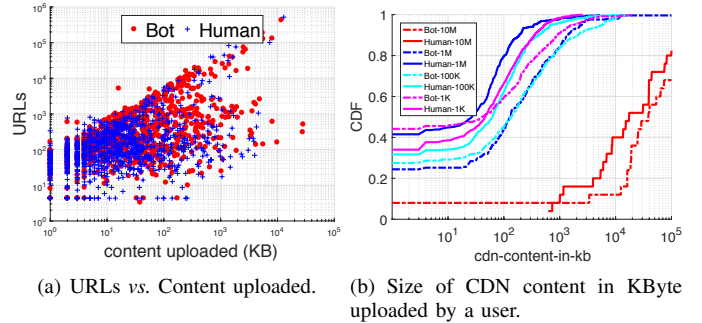 Bot Human
10^6
10^5
10^4
10^3
10^2
10^1
10^0
URLs
10^0 10^1 10^2 10^3 10^4 10^5
content uploaded (KB)
(a) URLs vs. Content uploaded.
1
0.8
0.6
0.4
0.2
0
CDF
Bot-10M
Human-10M
Bot-1M
Human-1M
Bot-100K
Human-100K
Bot-1K
Human-1K
10^1 10^2 10^3 10^4 10^5
cdn-content-in-kb
(b) Size of CDN content in KByte
uploaded by a user.